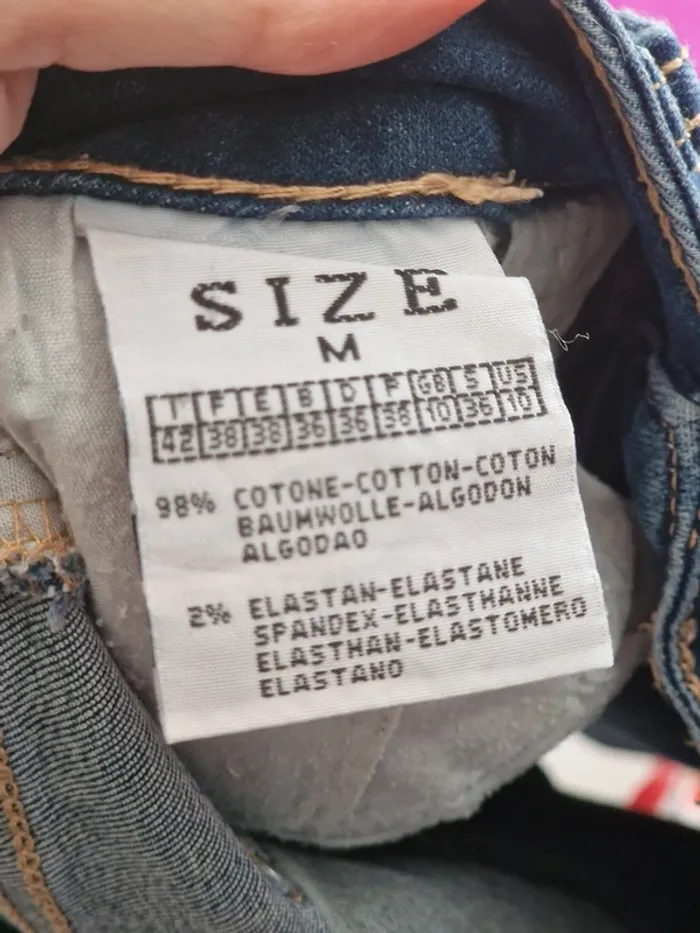 SIZE
M
I F E B D P GB S US
42 38 38 36 36 38 10 36 10
98% COTONE-COTTON-COTON
BAUMWOLLE-ALGODON
ALGODAO
2% ELASTAN-ELASTANE
SPANDEX-ELASTHANNE
ELASTHAN-ELASTOMERO
ELASTANO